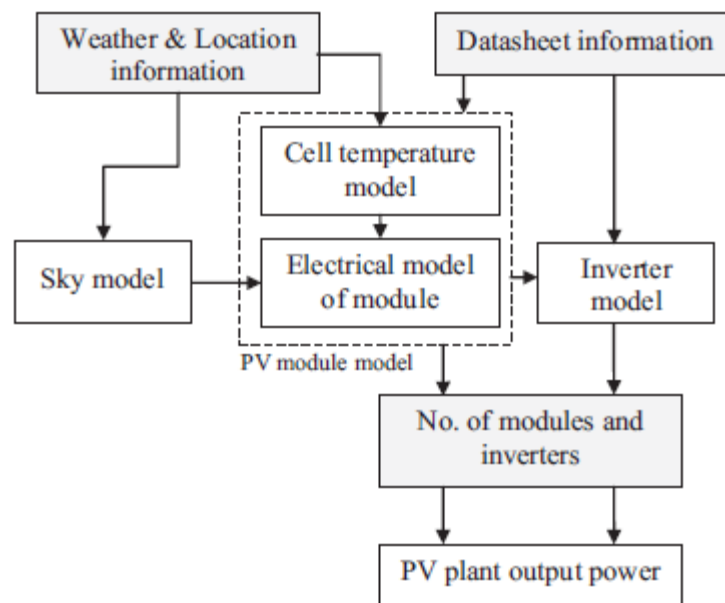 Weather & Location
information
Datasheet information
Cell temperature
model
Sky model
Electrical model
of module
Inverter
model
PV module model
No. of modules and
inverters
PV plant output power